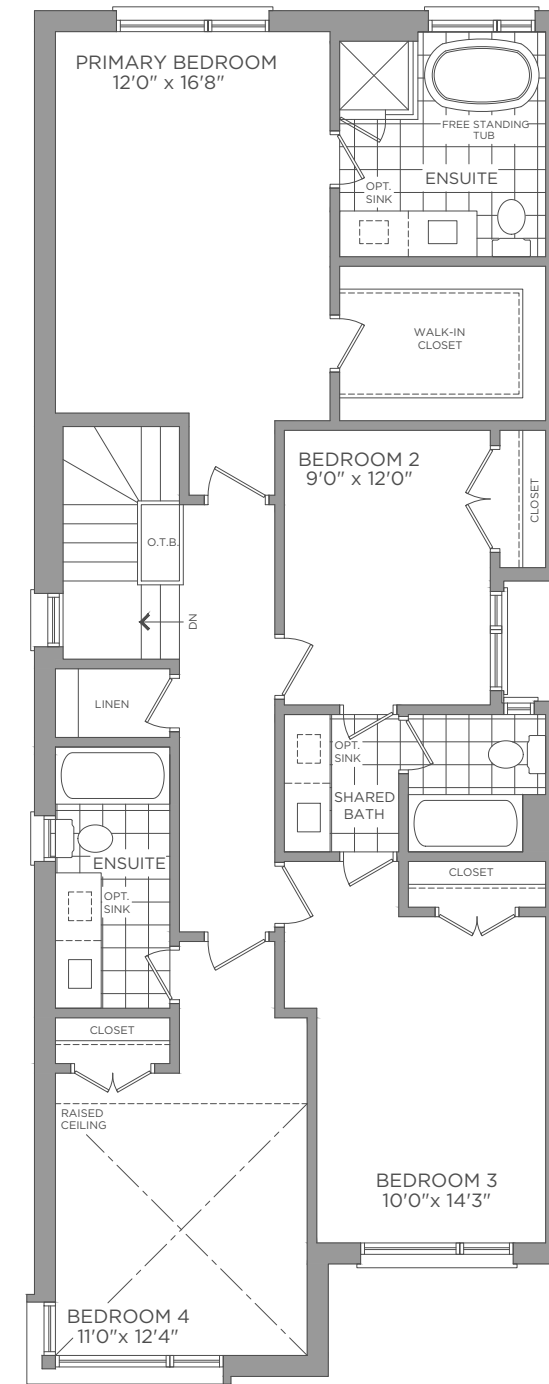 PRIMARY BEDROOM
12'0" x 16'8"
FREE STANDING
TUB
ENSUITE
OPT.
SINK
WALK-IN
CLOSET
BEDROOM 2
9'0" x 12'0"
CLOSET
O.T.B.
DN
LINEN
OPT.
SINK
SHARED
BATH
ENSUITE
OPT.
SINK
CLOSET
CLOSET
RAISED
CEILING
BEDROOM 3
10'0"x 14'3"
BEDROOM 4
11'0"x 12'4"